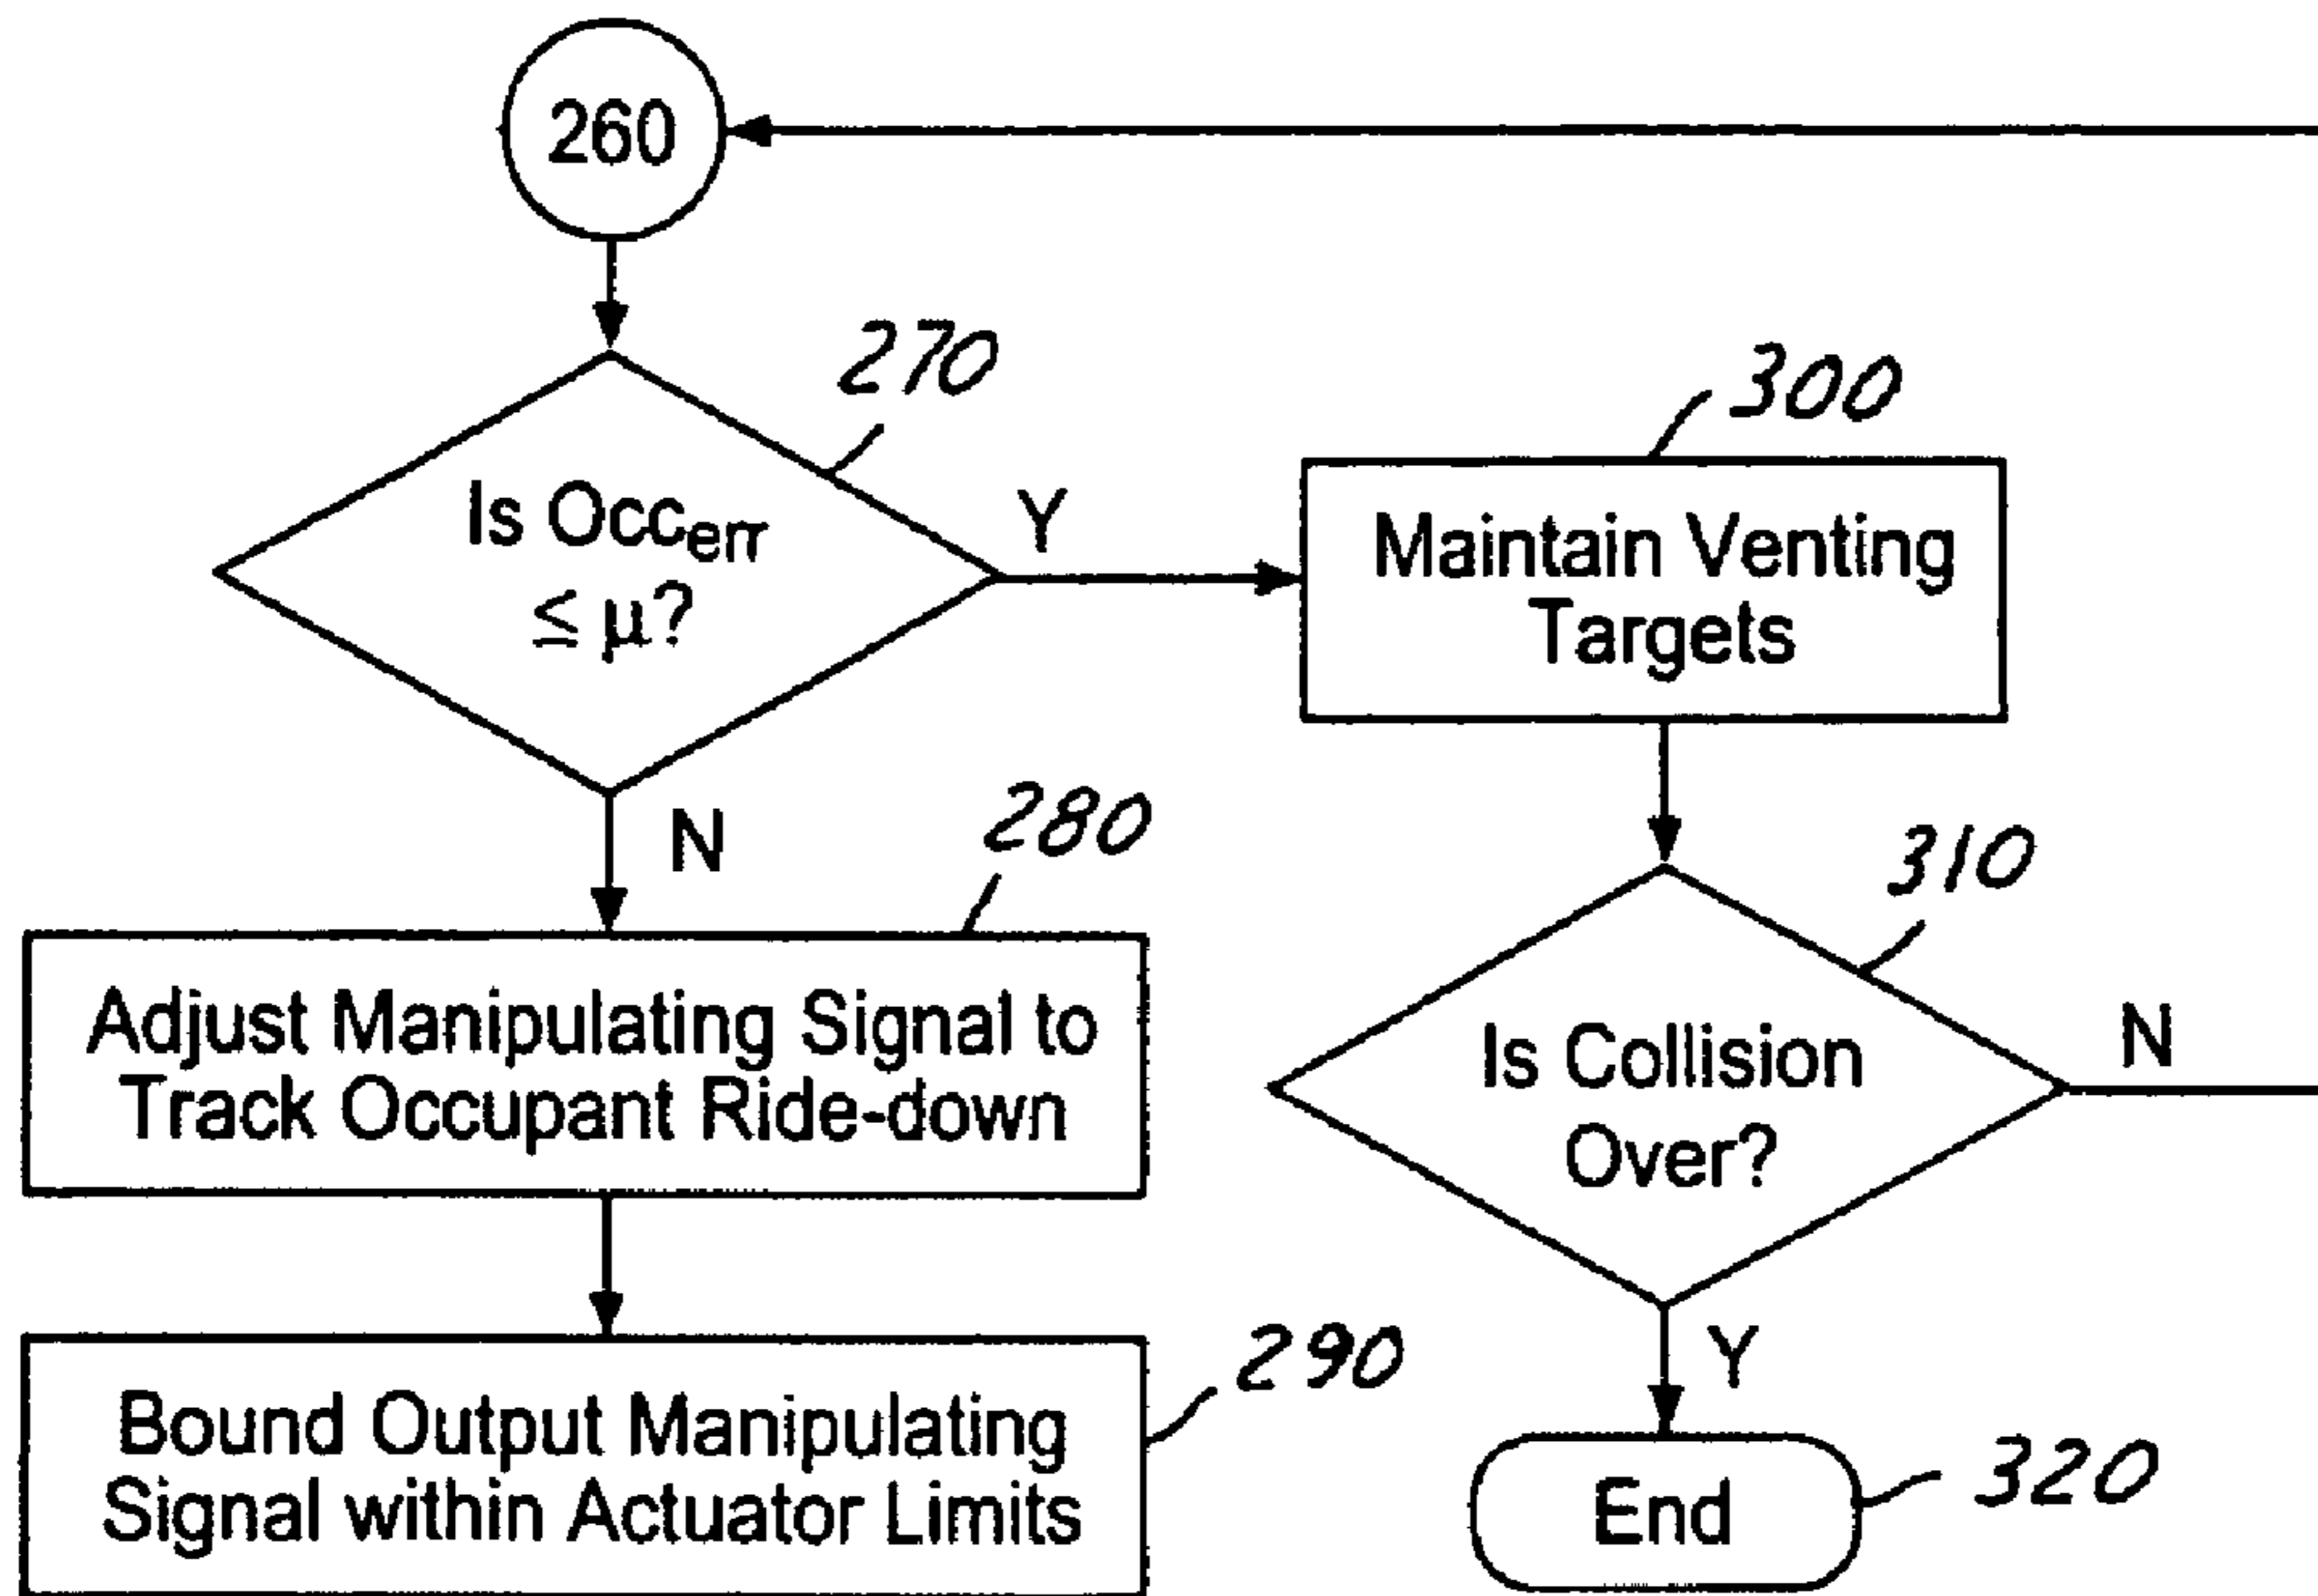 260
270
Is Occerr
≤ μ?
Y
300
Maintain Venting
Targets
N
280
310
Adjust Manipulating Signal to
Track Occupant Ride-down
Is Collision
Over?
N
290
Bound Output Manipulating
Signal within Actuator Limits
Y
End
320